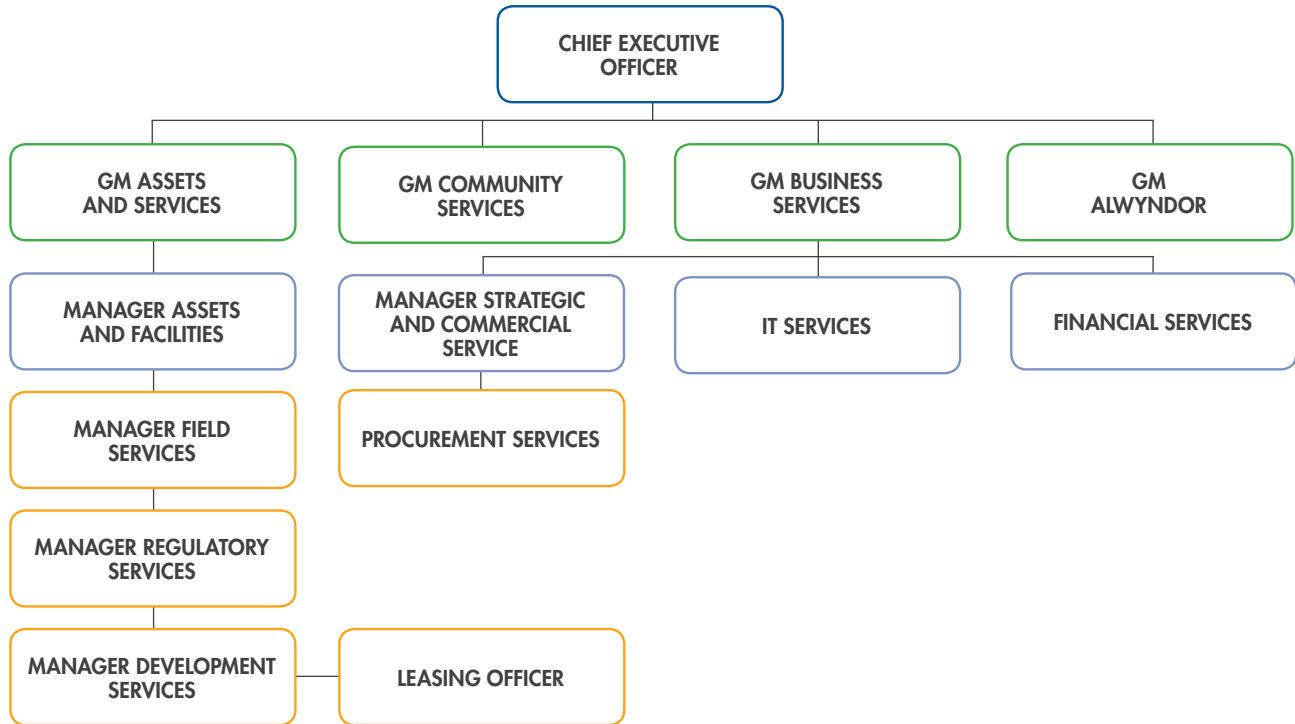 CHIEF EXECUTIVE
OFFICER
GM ASSETS
AND SERVICES
GM COMMUNITY
SERVICES
GM BUSINESS
SERVICES
GM
ALWYNDOR
MANAGER ASSETS
AND FACILITIES
MANAGER STRATEGIC
AND COMMERCIAL
SERVICE
IT SERVICES
FINANCIAL SERVICES
MANAGER FIELD
SERVICES
PROCUREMENT SERVICES
MANAGER REGULATORY
SERVICES
MANAGER DEVELOPMENT
SERVICES
LEASING OFFICER